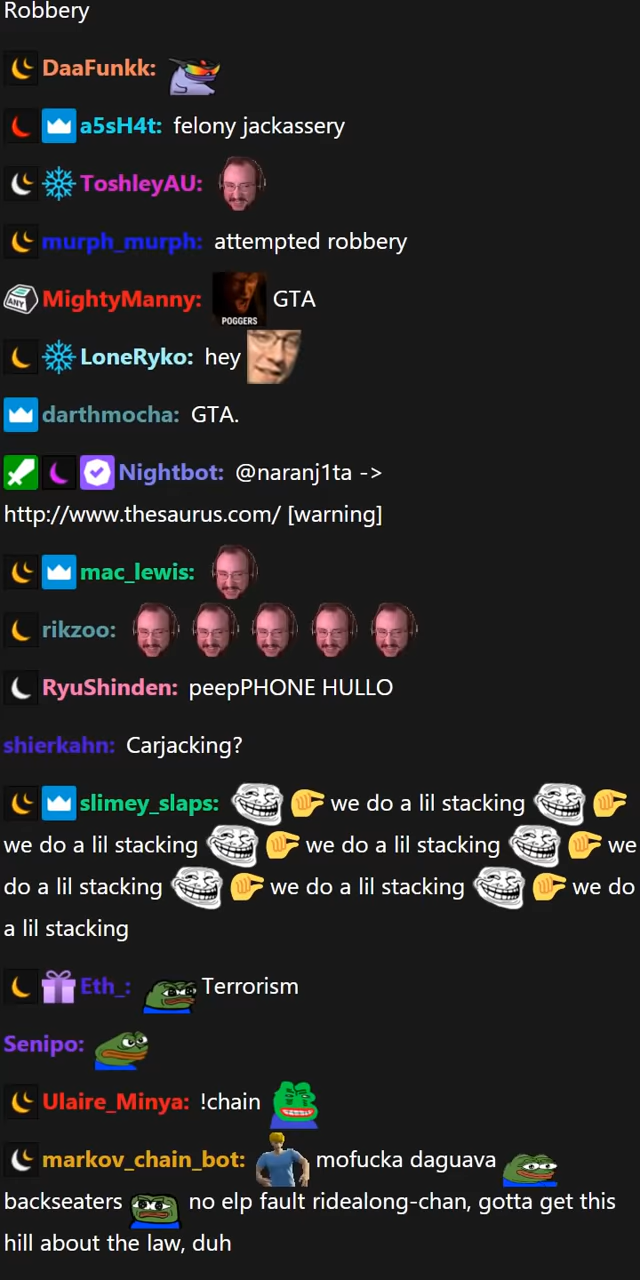 Robbery
DaaFunkk:
a5sH4t: felony jackassery
ToshleyAU:
murph_murph: attempted robbery
ANY MightyManny: POGGERS GTA
LoneRyko: hey
darthmocha: GTA.
Nightbot: @naranj1ta ->
http://www.thesaurus.com/ [warning]
mac_lewis:
rikzoo:
RyuShinden: peepPHONE HULLO
shierkahn: Carjacking?
slimey_slaps: we do a lil stacking
we do a lil stacking we do a lil stacking we
do a lil stacking we do a lil stacking we do
a lil stacking
Eth_: Terrorism
Senipo:
Ulaire_Minya: !chain
markov_chain_bot: mofucka daguava
backseaters no elp fault ridealong-chan, gotta get this
hill about the law, duh